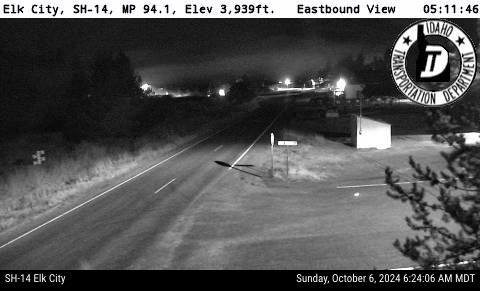 Elk City, SH-14, MP 94.1, Elev 3,939ft. Eastbound View 05:11:46
IDAHO
TRANSPORTATION DEPARTMENT
SH-14 Elk City Sunday, October 6, 2024 6:24:06 AM MDT